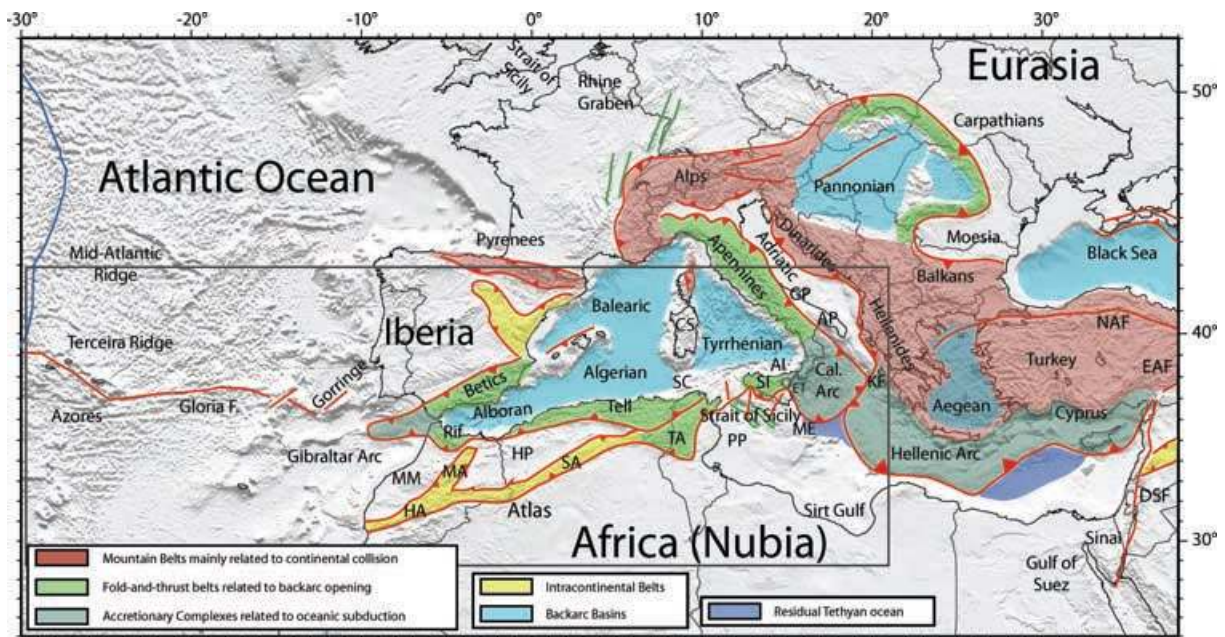 -30° -20° -10° 0° 10° 20° 30°
Eurasia
Strait of
Sicily
Rhine
Graben
50°
Carpathians
Atlantic Ocean
Alps
Pannonian
Pyrenees
Mid-Atlantic
Ridge
Apennines
Adriatic
Dinarides
Moesia
Black Sea
Balkans
Balearic
GP
AP
Hellenides
Iberia
CS
Tyrrhenian
NAF
40°
Terceira Ridge
Turkey
EAF
Algerian
AL
SC
SI
ET
Cal.
Arc
KF
Betics
Gorringe
Gloria F.
Azores
Alboran
Tell
Aegean
Cyprus
Strait of Sicily
ME
Rif
Gibraltar Arc
HP
TA
PP
Hellenic Arc
MM
MA
SA
HA
Atlas
Sirt Gulf
DSF
Sinai
30°
Africa (Nubia)
Gulf of
Suez
Mountain Belts mainly related to continental collision
Fold-and-thrust belts related to backarc opening
Accretionary Complexes related to oceanic subduction
Intracontinental Belts
Backarc Basins
Residual Tethyan ocean